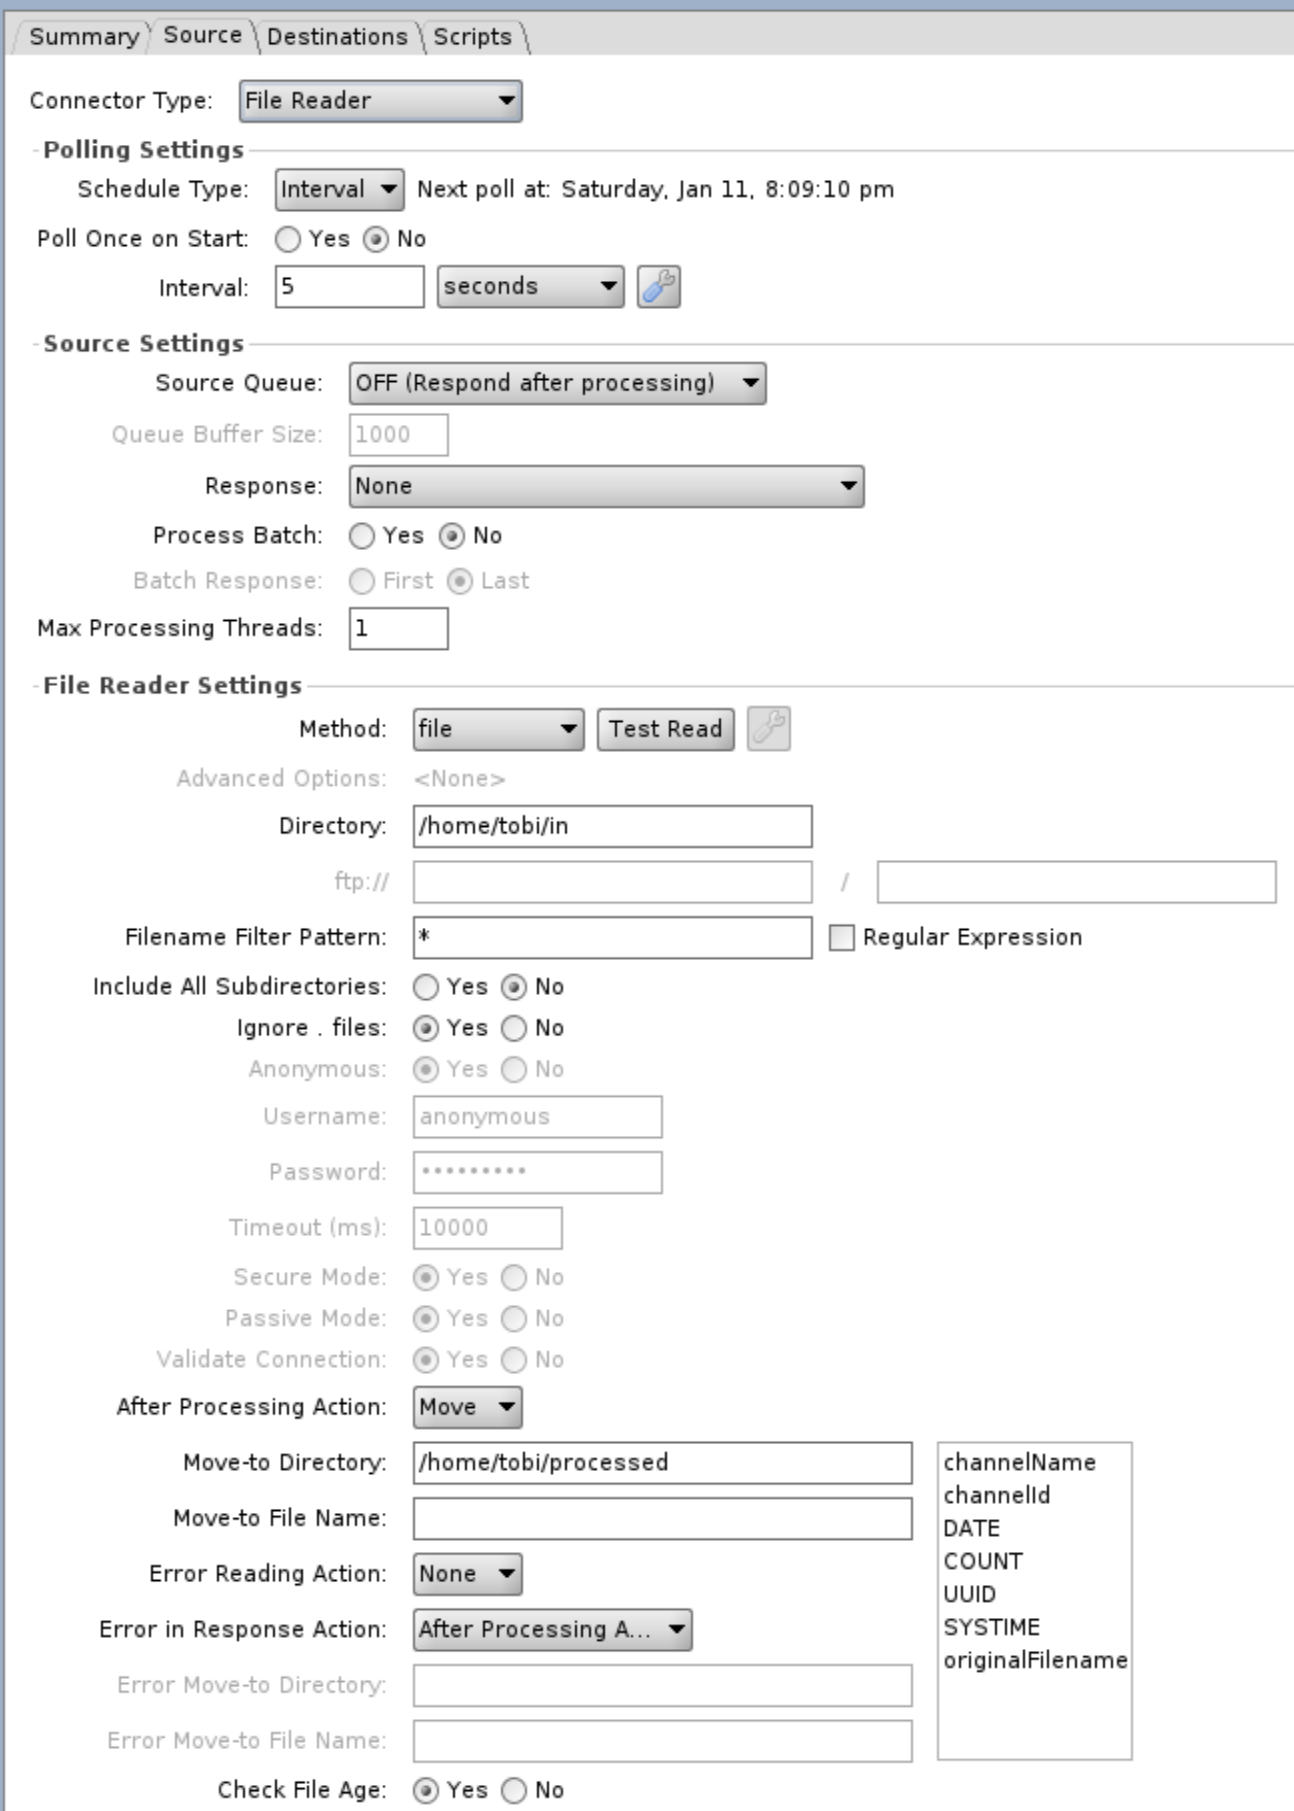 Summary Source Destinations Scripts
Connector Type: File Reader
Polling Settings
Schedule Type: Interval Next poll at: Saturday, Jan 11, 8:09:10 pm
Poll Once on Start: Yes No
Interval: 5 seconds
Source Settings
Source Queue: OFF (Respond after processing)
Queue Buffer Size: 1000
Response: None
Process Batch: Yes No
Batch Response: First Last
Max Processing Threads: 1
File Reader Settings
Method: file Test Read
Advanced Options: <None>
Directory: /home/tobi/in
ftp:// /
Filename Filter Pattern: * Regular Expression
Include All Subdirectories: Yes No
Ignore . files: Yes No
Anonymous: Yes No
Username: anonymous
Password: •••••••••
Timeout (ms): 10000
Secure Mode: Yes No
Passive Mode: Yes No
Validate Connection: Yes No
After Processing Action: Move
Move-to Directory: /home/tobi/processed channelName
channelId
Move-to File Name: DATE
COUNT
Error Reading Action: None UUID
Error in Response Action: After Processing A... SYSTIME
originalFilename
Error Move-to Directory:
Error Move-to File Name:
Check File Age: Yes No